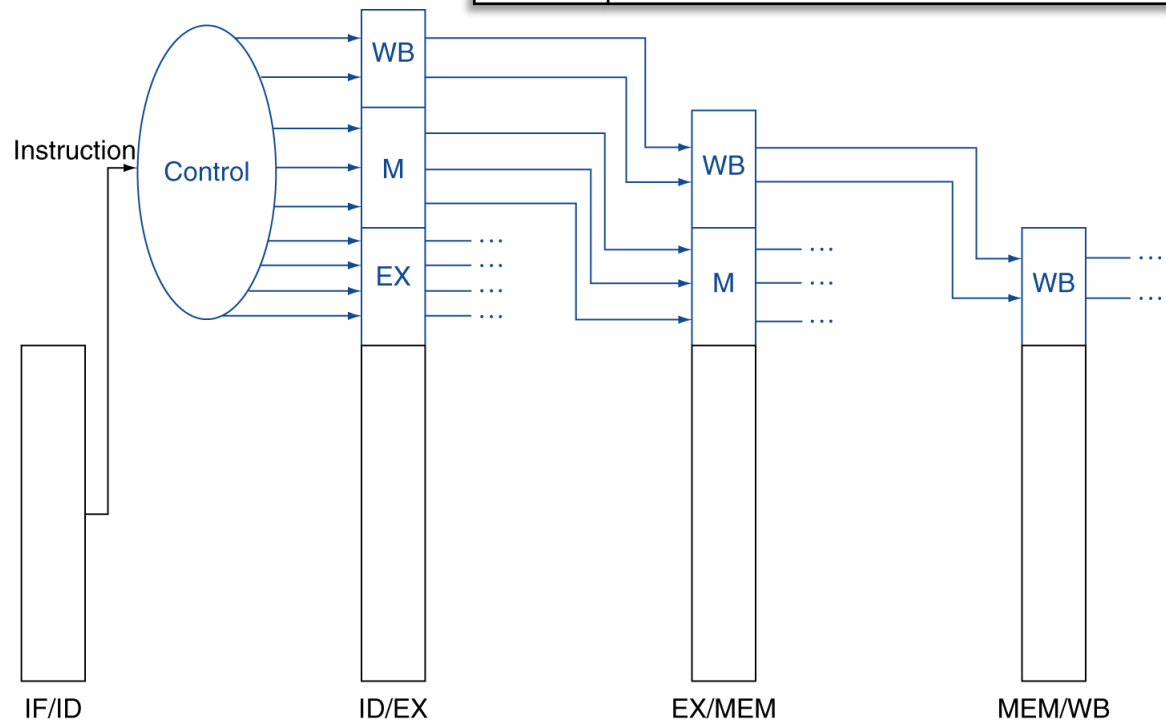 WB
Instruction
Control
M
WB
EX
...
...
...
...
M
...
...
...
WB
...
...
IF/ID
ID/EX
EX/MEM
MEM/WB